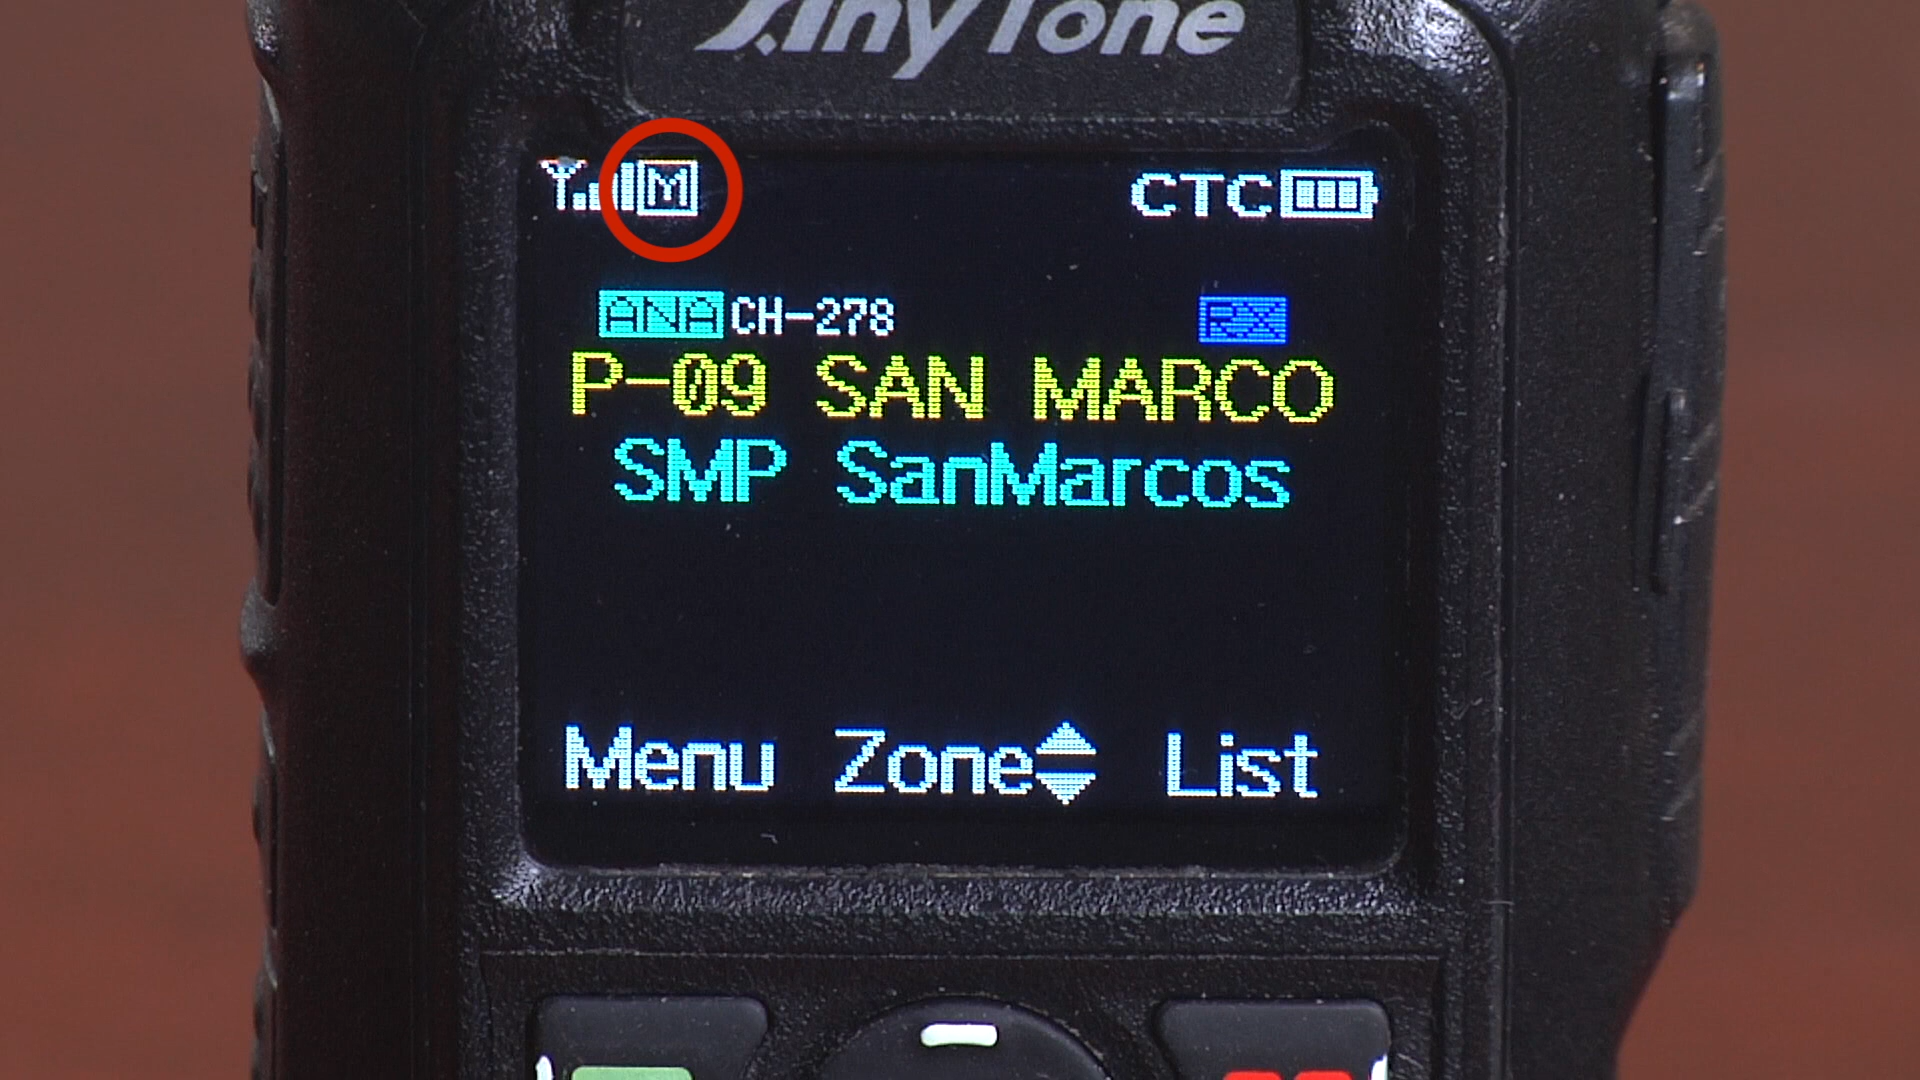 AnyTone
M CTC
ANA CH-278 RX
P-09 SAN MARCO
SMP SanMarcos
Menu Zone List